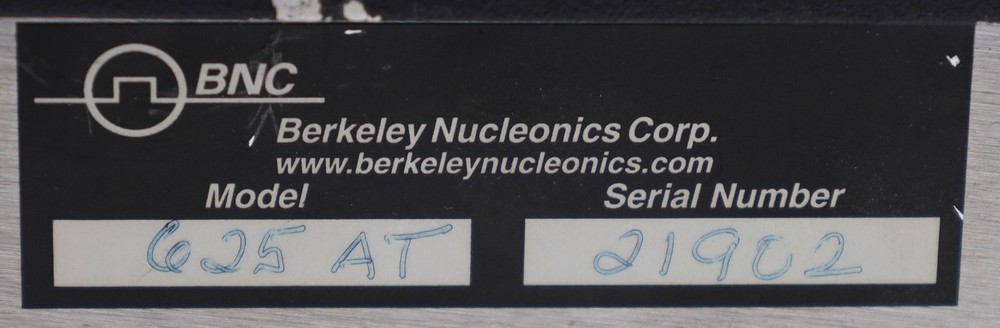 BNC
Berkeley Nucleonics Corp.
www.berkeleynucleonics.com
Model Serial Number
625 AT 21902